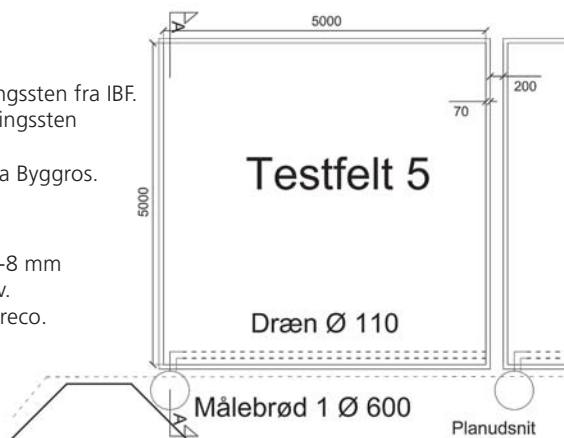 ngssten fra IBF.
ingssten
a Byggros.
-8 mm
v.
reco.
A
5000
5000
200
70
Testfelt 5
Dræn Ø 110
Målebrød 1 Ø 600
A
Planudsnit